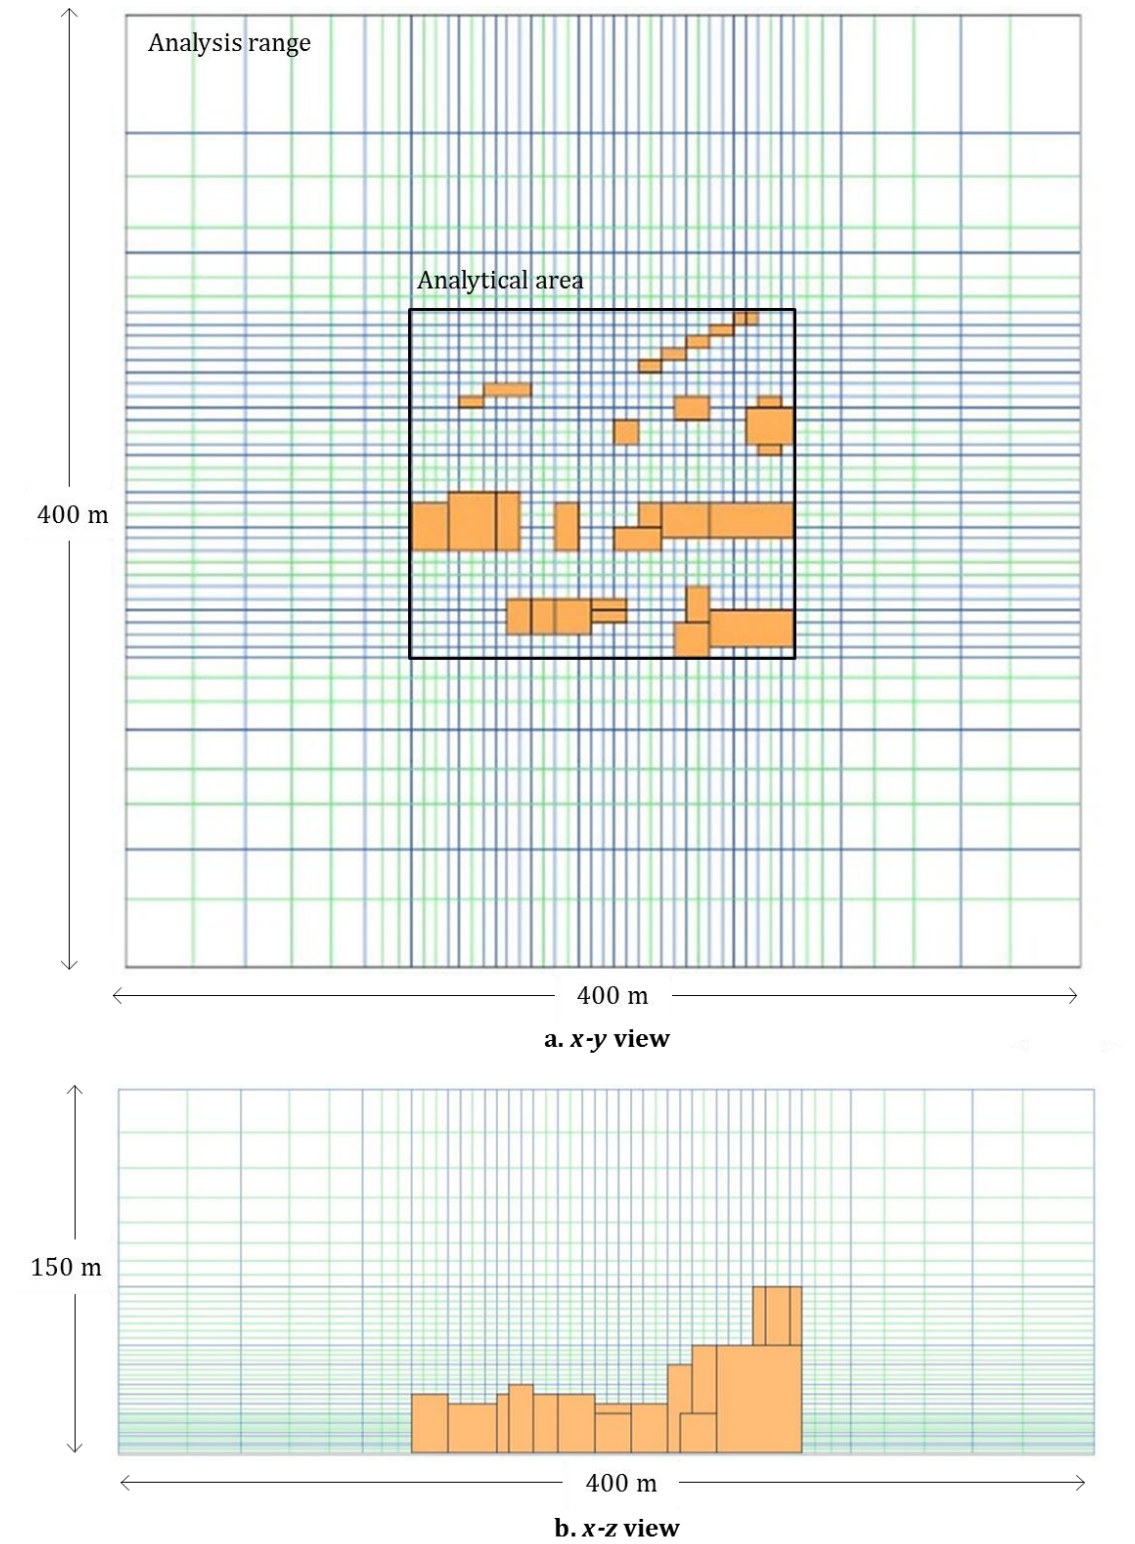 Analysis range
Analytical area
400 m
400 m
a. x-y view
150 m
400 m
b. x-z view